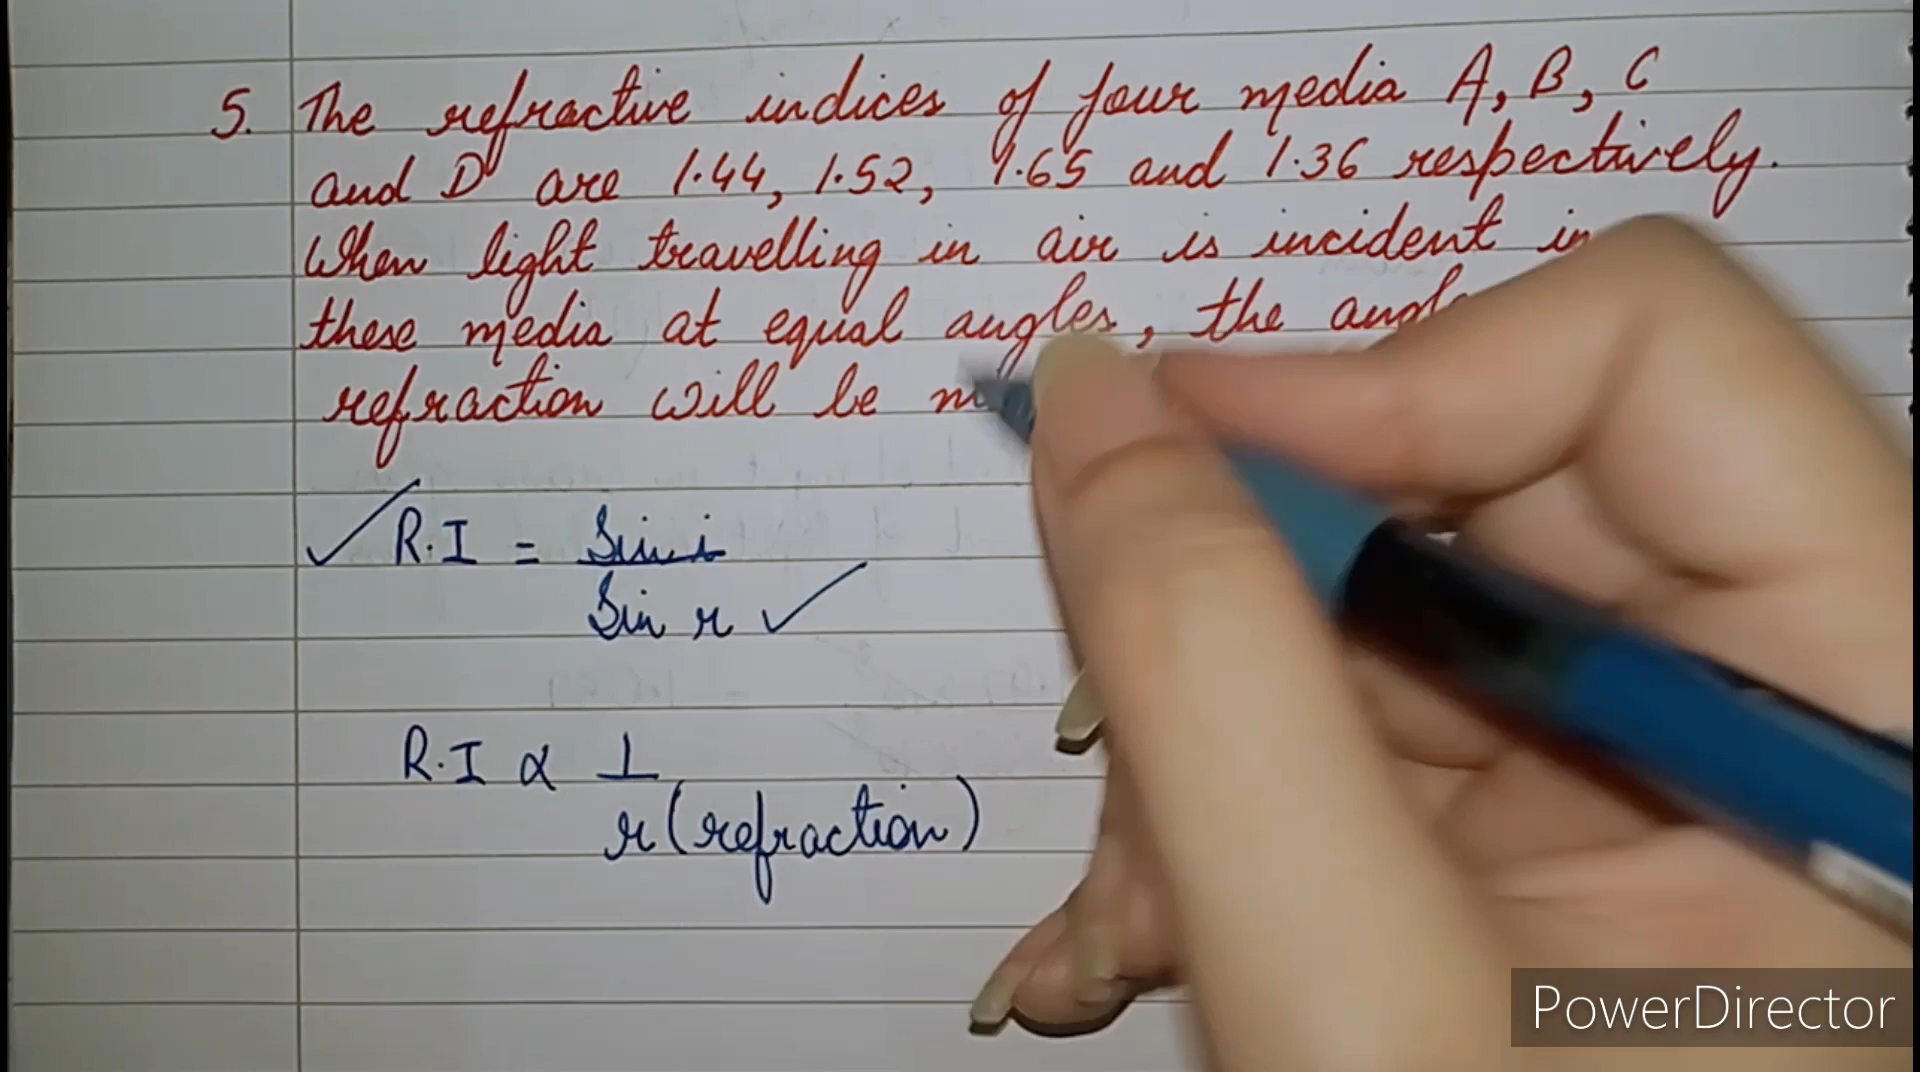 5. The refractive indices of four media A, B, C
and D are 1.44, 1.52, 1.65 and 1.36 respectively.
When light travelling in air is incident in
these media at equal angles, the
refraction will be
R.I = Sin i
Sin r
R.I α 1
r (refraction)
PowerDirector